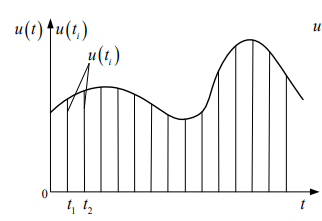 u(t) u(tᵢ)
u
u(tᵢ)
0
t₁ t₂
t